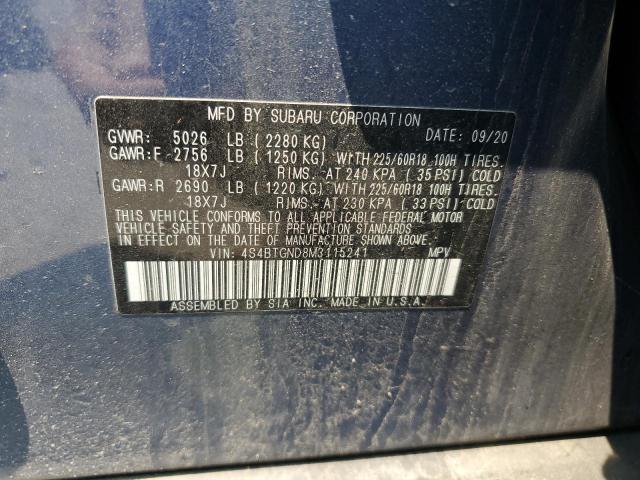 MFD BY SUBARU CORPORATION
GVWR: 5026 LB ( 2280 KG) DATE: 09/20
GAWR:F 2756 LB ( 1250 KG) WITH 225/60R18 100H TIRES,
18X7J RIMS, AT 240 KPA ( 35 PSI) COLD
GAWR:R 2690 LB ( 1220 KG) WITH 225/60R18 100H TIRES,
18X7J RIMS, AT 230 KPA ( 33 PSI) COLD
THIS VEHICLE CONFORMS TO ALL APPLICABLE FEDERAL MOTOR
VEHICLE SAFETY AND THEFT PREVENTION STANDARDS
IN EFFECT ON THE DATE OF MANUFACTURE SHOWN ABOVE.
VIN: 4S4BTGND8M3115241 MPV
ASSEMBLED BY SIA INC. MADE IN U.S.A.